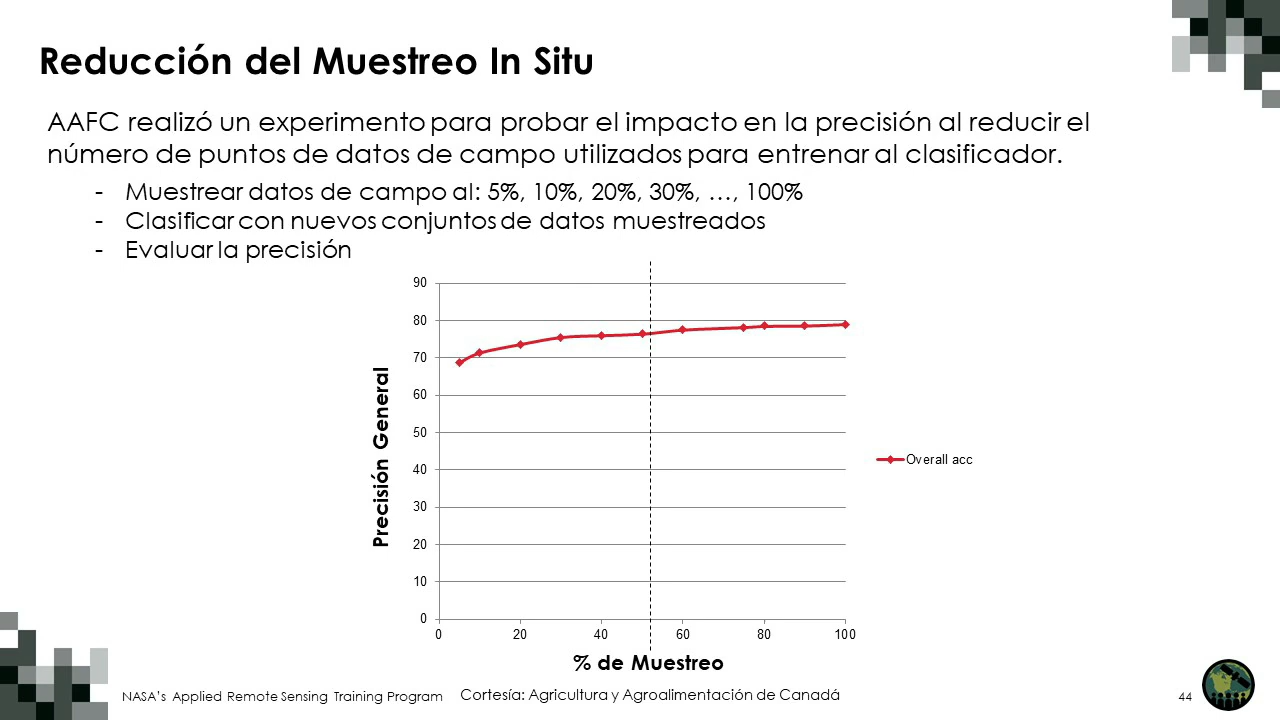 Reducción del Muestreo In Situ
AAFC realizó un experimento para probar el impacto en la precisión al reducir el
número de puntos de datos de campo utilizados para entrenar al clasificador.
- Muestrear datos de campo al: 5%, 10%, 20%, 30%, …, 100%
- Clasificar con nuevos conjuntos de datos muestreados
- Evaluar la precisión
90
80
70
60
50
40
30
20
10
0
Precisión General
0 20 40 60 80 100
% de Muestreo
Overall acc
NASA's Applied Remote Sensing Training Program
Cortesía: Agricultura y Agroalimentación de Canadá
44